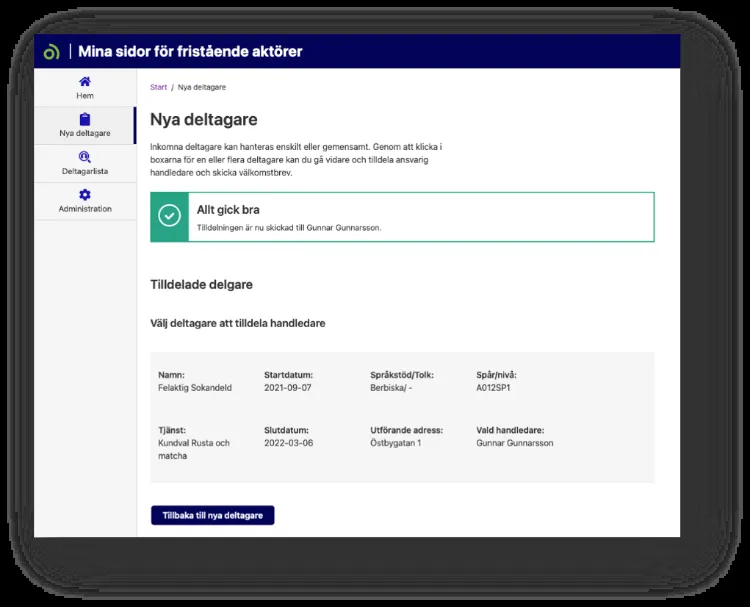 Mina sidor för fristående aktörer
Hem
Nya deltagare
Deltagarlista
Administration
Start / Nya deltagare
Nya deltagare
Inkomna deltagare kan hanteras enskilt eller gemensamt. Genom att klicka i
boxarna för en eller flera deltagare kan du gå vidare och tilldela ansvarig
handledare och skicka välkomstbrev.
Allt gick bra
Tilldelningen är nu skickad till Gunnar Gunnarsson.
Tilldelade delgare
Välj deltagare att tilldela handledare
Namn:
Felaktig Sokandeld
Startdatum:
2021-09-07
Språkstöd/Tolk:
Berbiska/ -
Spår/nivå:
A012SP1
Tjänst:
Kundval Rusta och
matcha
Slutdatum:
2022-03-06
Utförande adress:
Östbygatan 1
Vald handledare:
Gunnar Gunnarsson
Tillbaka till nya deltagare